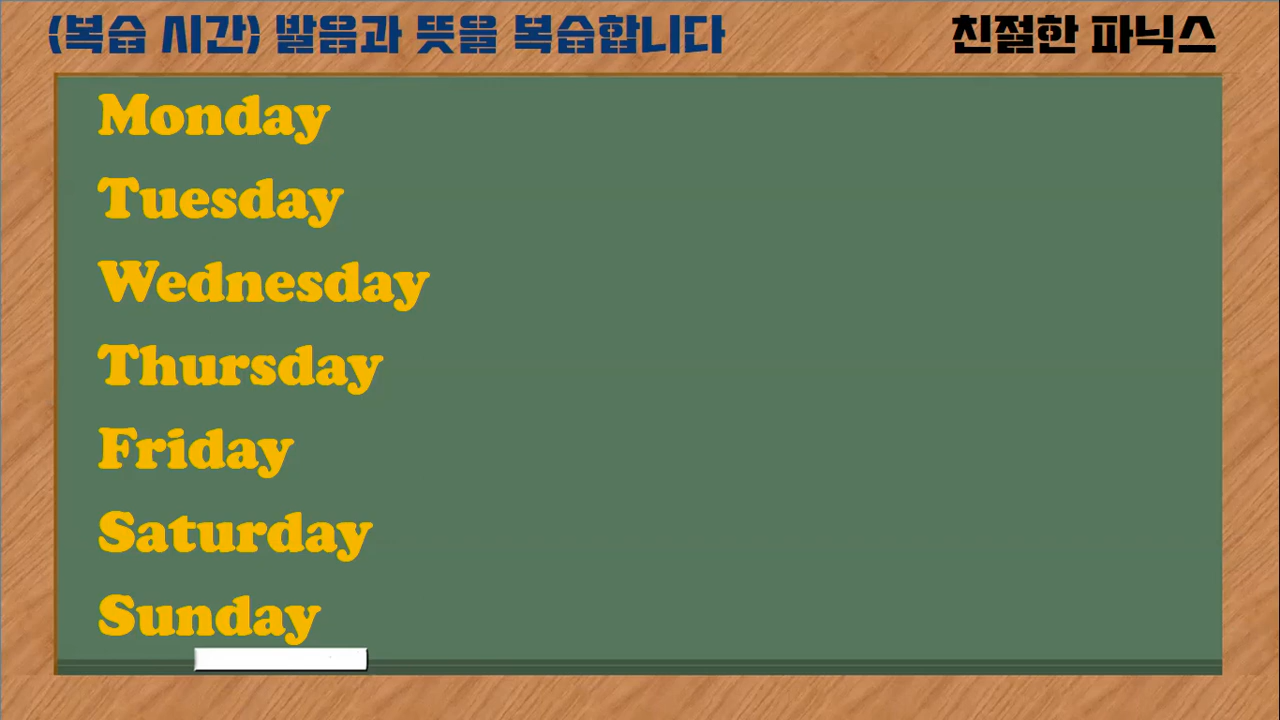 (복습 시간) 발음과 뜻을 복습합니다
친절한 파닉스
Monday
Tuesday
Wednesday
Thursday
Friday
Saturday
Sunday